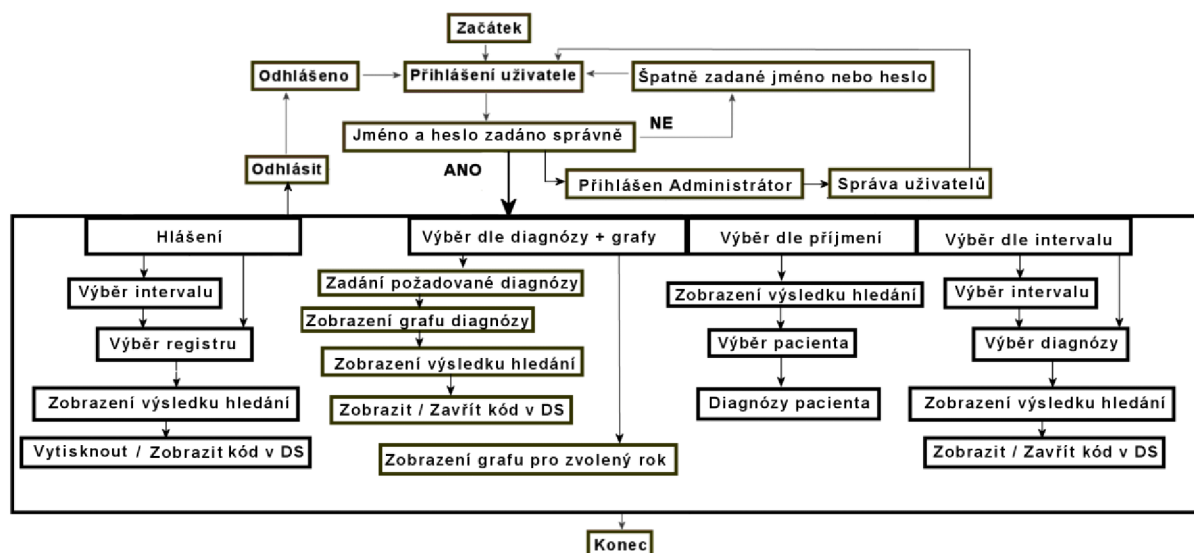 Začátek
Odhlášeno
Přihlášení uživatele
Špatně zadané jméno nebo heslo
Jméno a heslo zadáno správně
NE
Odhlásit
ANO
Přihlášen Administrátor
Správa uživatelů
Hlášení
Výběr dle diagnózy + grafy
Výběr dle příjmení
Výběr dle intervalu
Výběr intervalu
Zadání požadované diagnózy
Zobrazení výsledku hledání
Výběr intervalu
Zobrazení grafu diagnózy
Výběr registru
Výběr pacienta
Výběr diagnózy
Zobrazení výsledku hledání
Zobrazení výsledku hledání
Zobrazit / Zavřít kód v DS
Diagnózy pacienta
Zobrazení výsledku hledání
Vytisknout / Zobrazit kód v DS
Zobrazení grafu pro zvolený rok
Zobrazit / Zavřít kód v DS
Konec